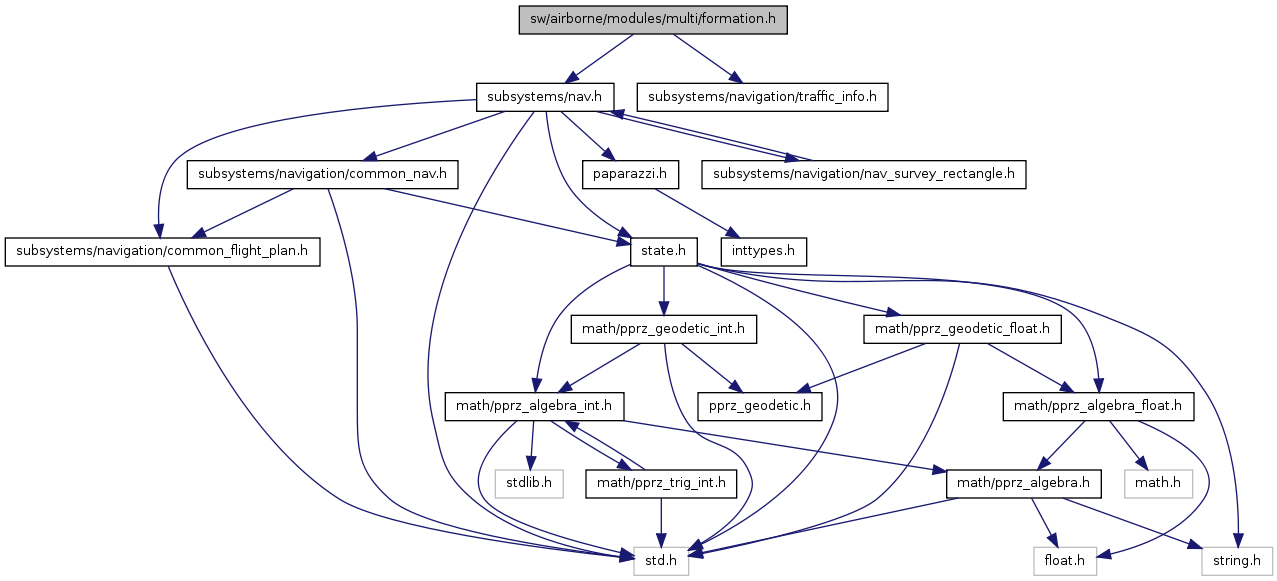 sw/airborne/modules/multi/formation.h
subsystems/nav.h
subsystems/navigation/traffic_info.h
subsystems/navigation/common_nav.h
paparazzi.h
subsystems/navigation/nav_survey_rectangle.h
subsystems/navigation/common_flight_plan.h
state.h
inttypes.h
math/pprz_geodetic_int.h
math/pprz_geodetic_float.h
math/pprz_algebra_int.h
pprz_geodetic.h
math/pprz_algebra_float.h
stdlib.h
math/pprz_trig_int.h
math/pprz_algebra.h
math.h
std.h
float.h
string.h